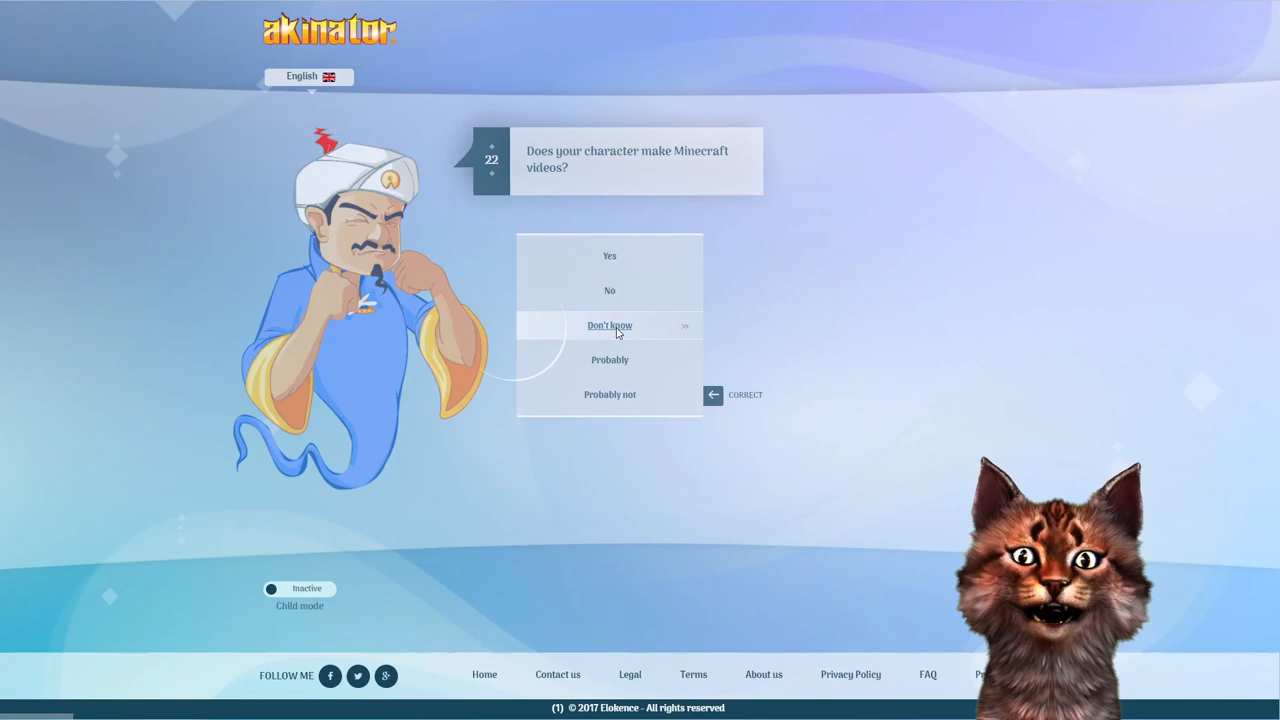 akinator
English
22
Does your character make Minecraft
videos?
Yes
No
Don't know
Probably
Probably not
CORRECT
Inactive
Child mode
FOLLOW ME
Home
Contact us
Legal
Terms
About us
Privacy Policy
FAQ
(1) © 2017 Elokence - All rights reserved